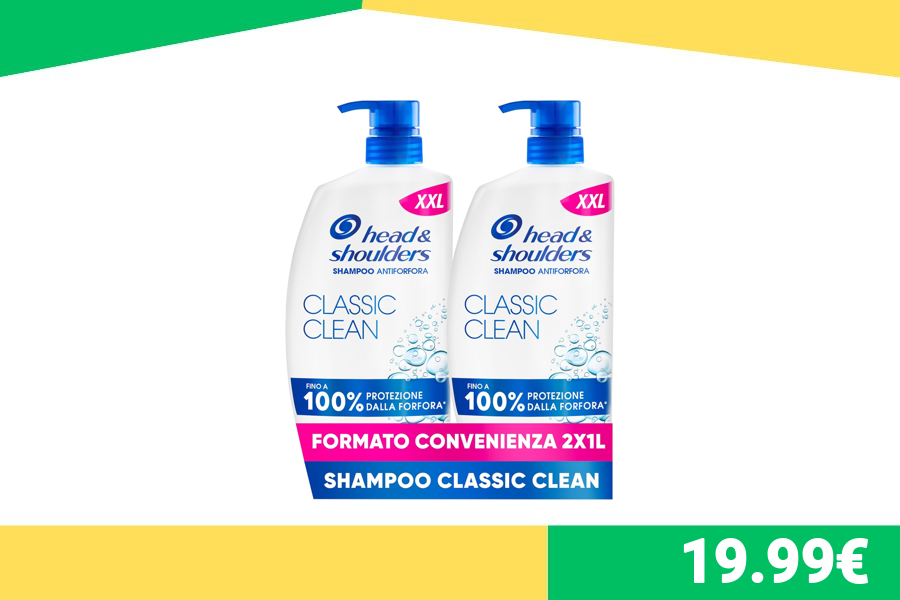 XXL
head &
shoulders
SHAMPOO ANTIFORFORA
CLASSIC
CLEAN
FINO A
100% PROTEZIONE
DALLA FORFORA*
XXL
head &
shoulders
SHAMPOO ANTIFORFORA
CLASSIC
CLEAN
FINO A
100% PROTEZIONE
DALLA FORFORA*
FORMATO CONVENIENZA 2X1L
SHAMPOO CLASSIC CLEAN
19.99€